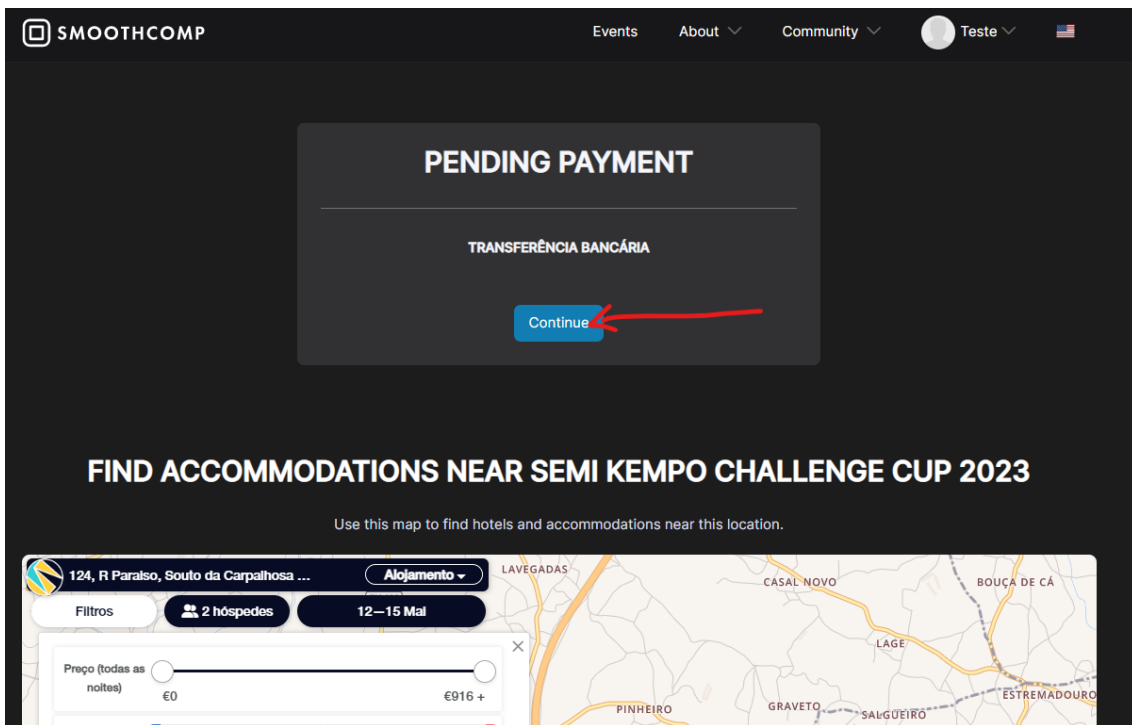 SMOOTHCOMP
Events About Community Teste
PENDING PAYMENT
TRANSFERÊNCIA BANCÁRIA
Continue
FIND ACCOMMODATIONS NEAR SEMI KEMPO CHALLENGE CUP 2023
Use this map to find hotels and accommodations near this location.
124, R Paraiso, Souto da Carpalhosa ... Alojamento
LAVEGADAS
CASAL NOVO
BOUÇA DE CÁ
Filtros 2 hóspedes 12—15 Mai
LAGE
Preço (todas as
noites)
€0 €916 +
ESTREMADOURO
PINHEIRO
GRAVETO
SALGUEIRO